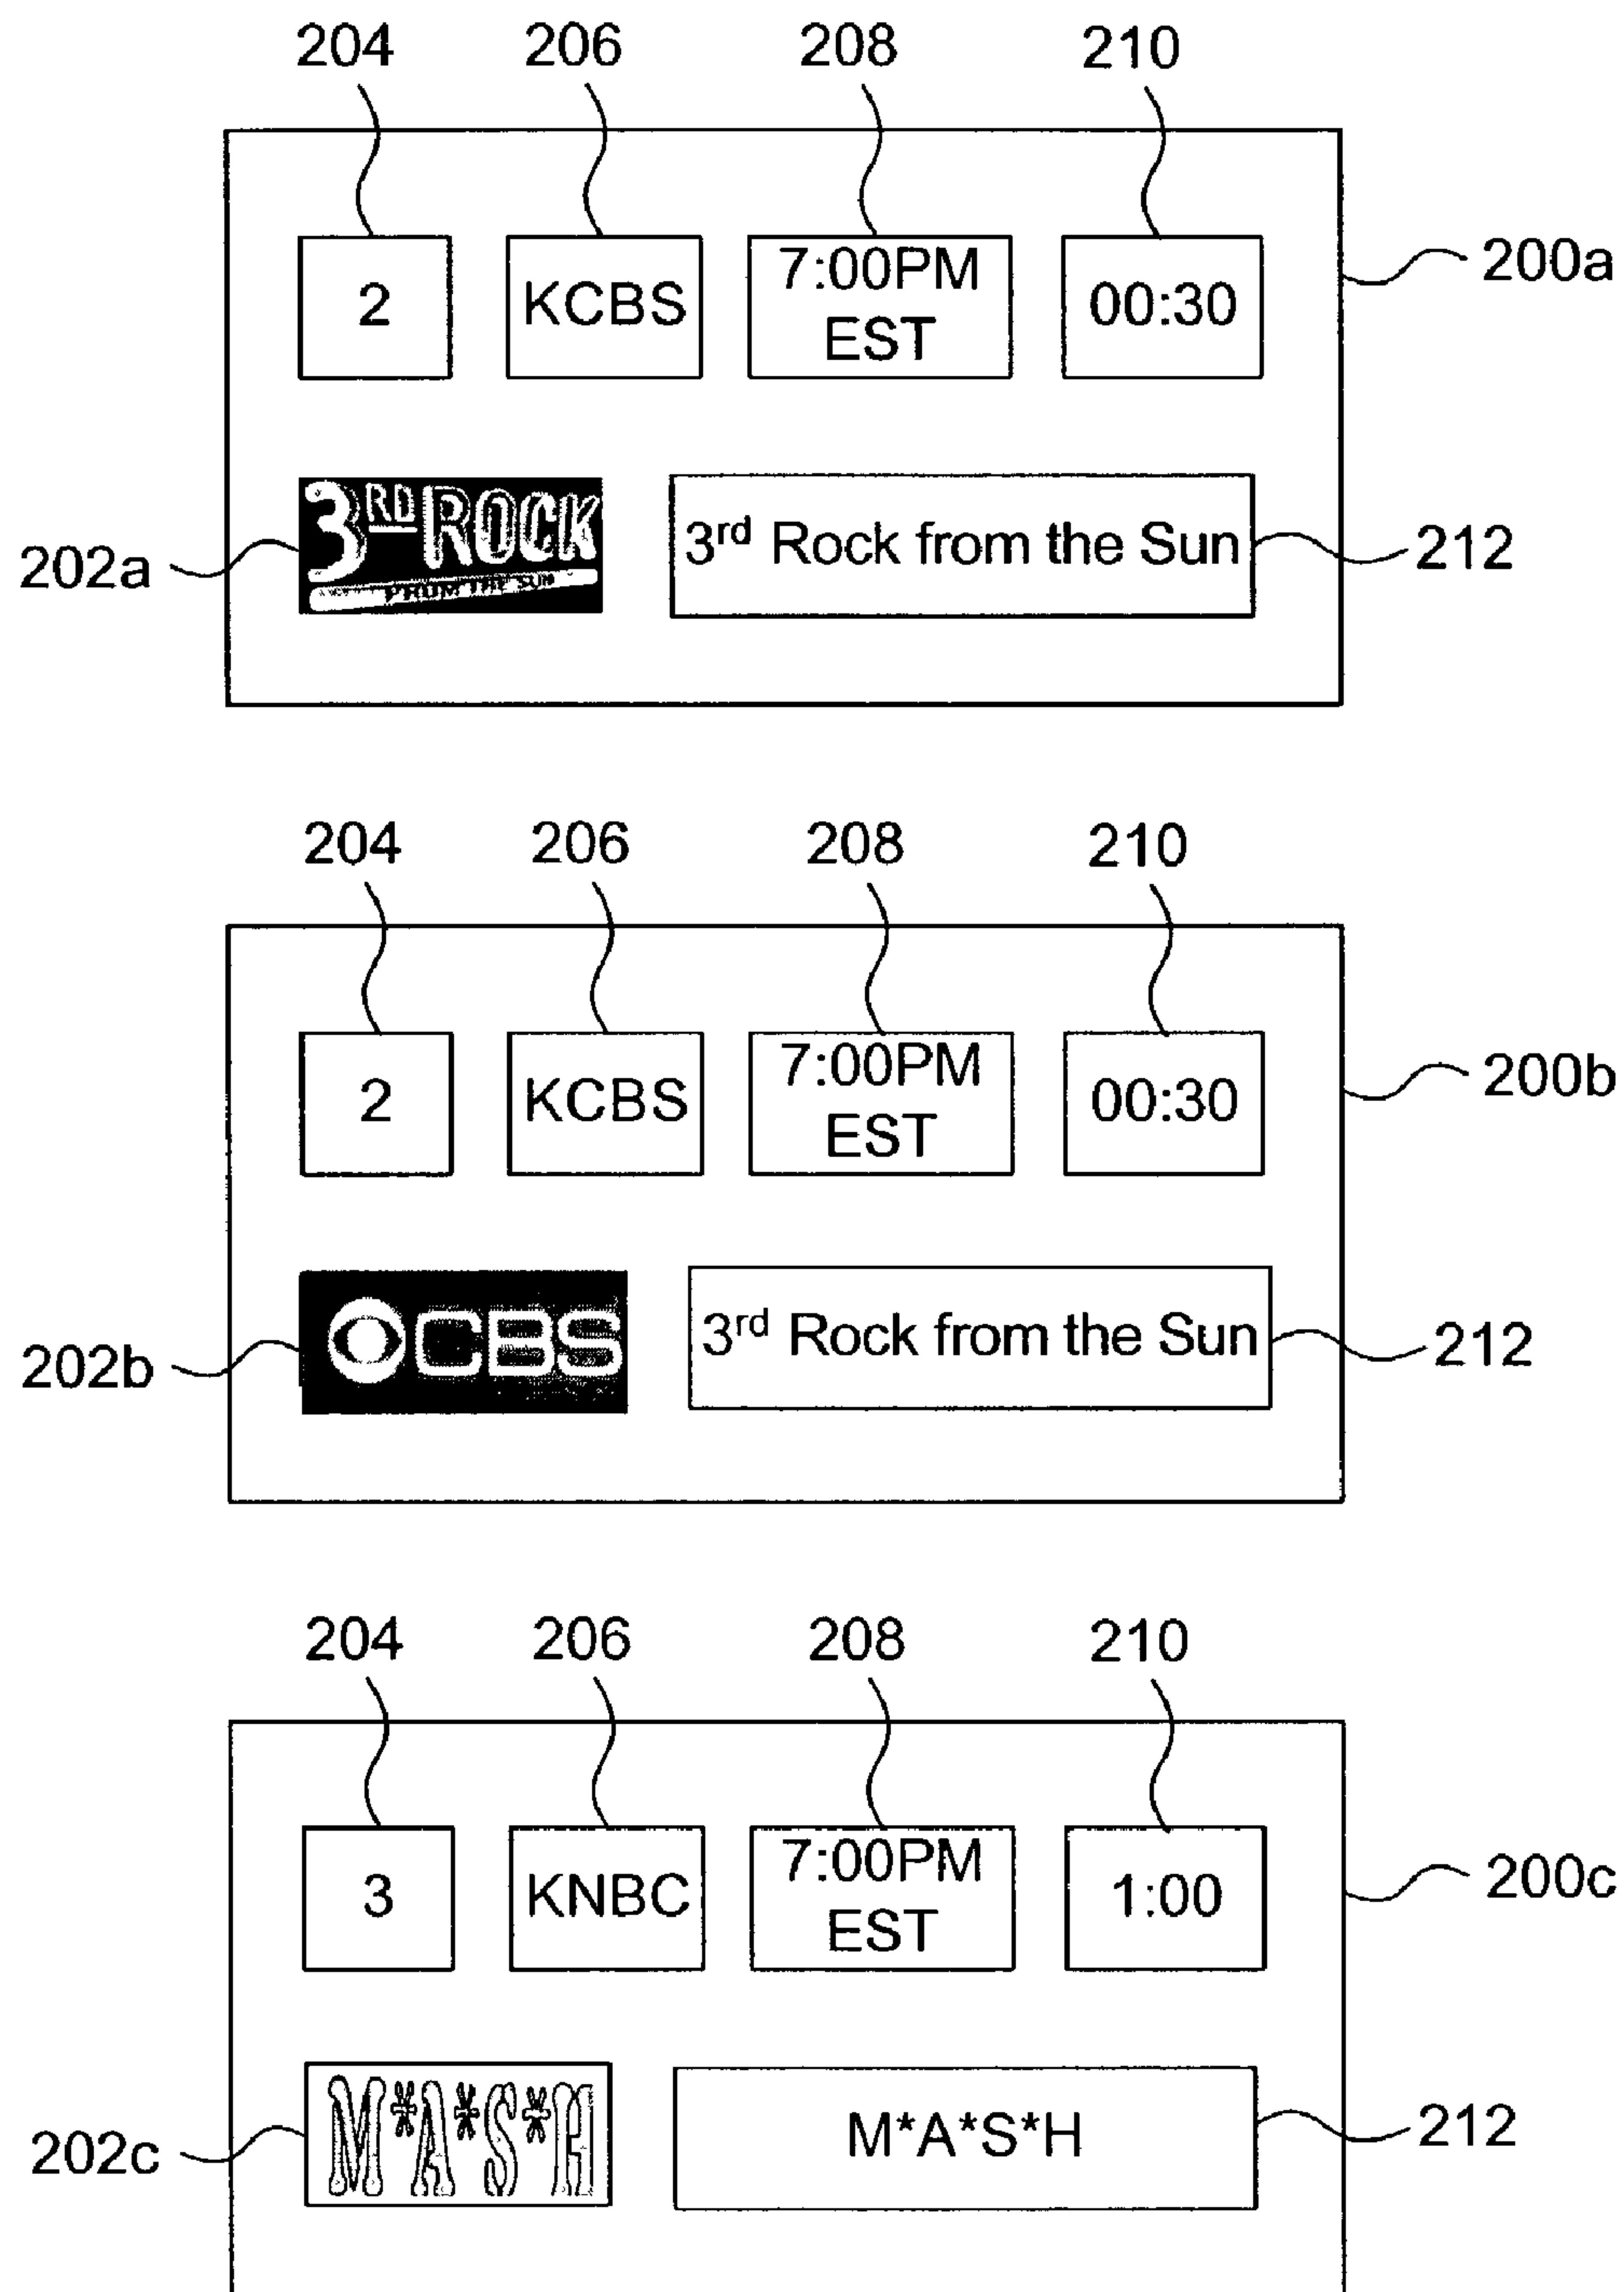 204 206 208 210
2 KCBS 7:00PM EST 00:30 200a
202a 3RD ROCK FROM THE SUN 3rd Rock from the Sun 212
204 206 208 210
2 KCBS 7:00PM EST 00:30 200b
202b CBS 3rd Rock from the Sun 212
204 206 208 210
3 KNBC 7:00PM EST 1:00 200c
202c M*A*S*H M*A*S*H 212